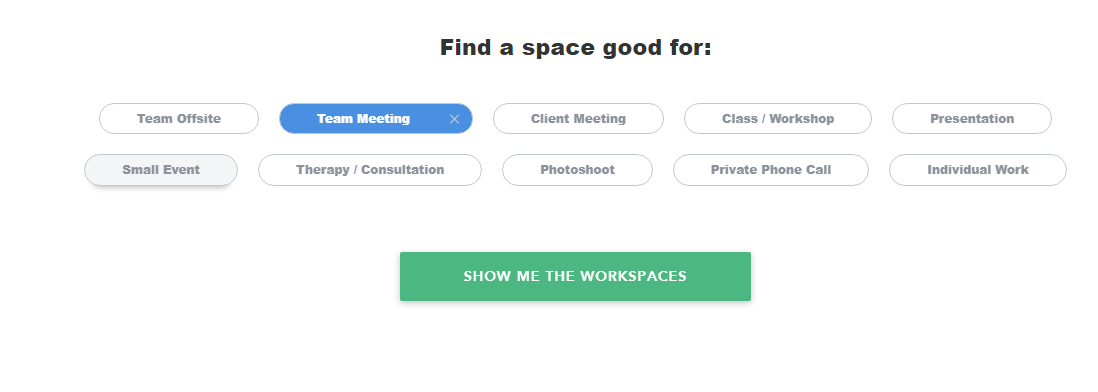 Find a space good for:
Team Offsite Team Meeting × Client Meeting Class / Workshop Presentation
Small Event Therapy / Consultation Photoshoot Private Phone Call Individual Work
SHOW ME THE WORKSPACES